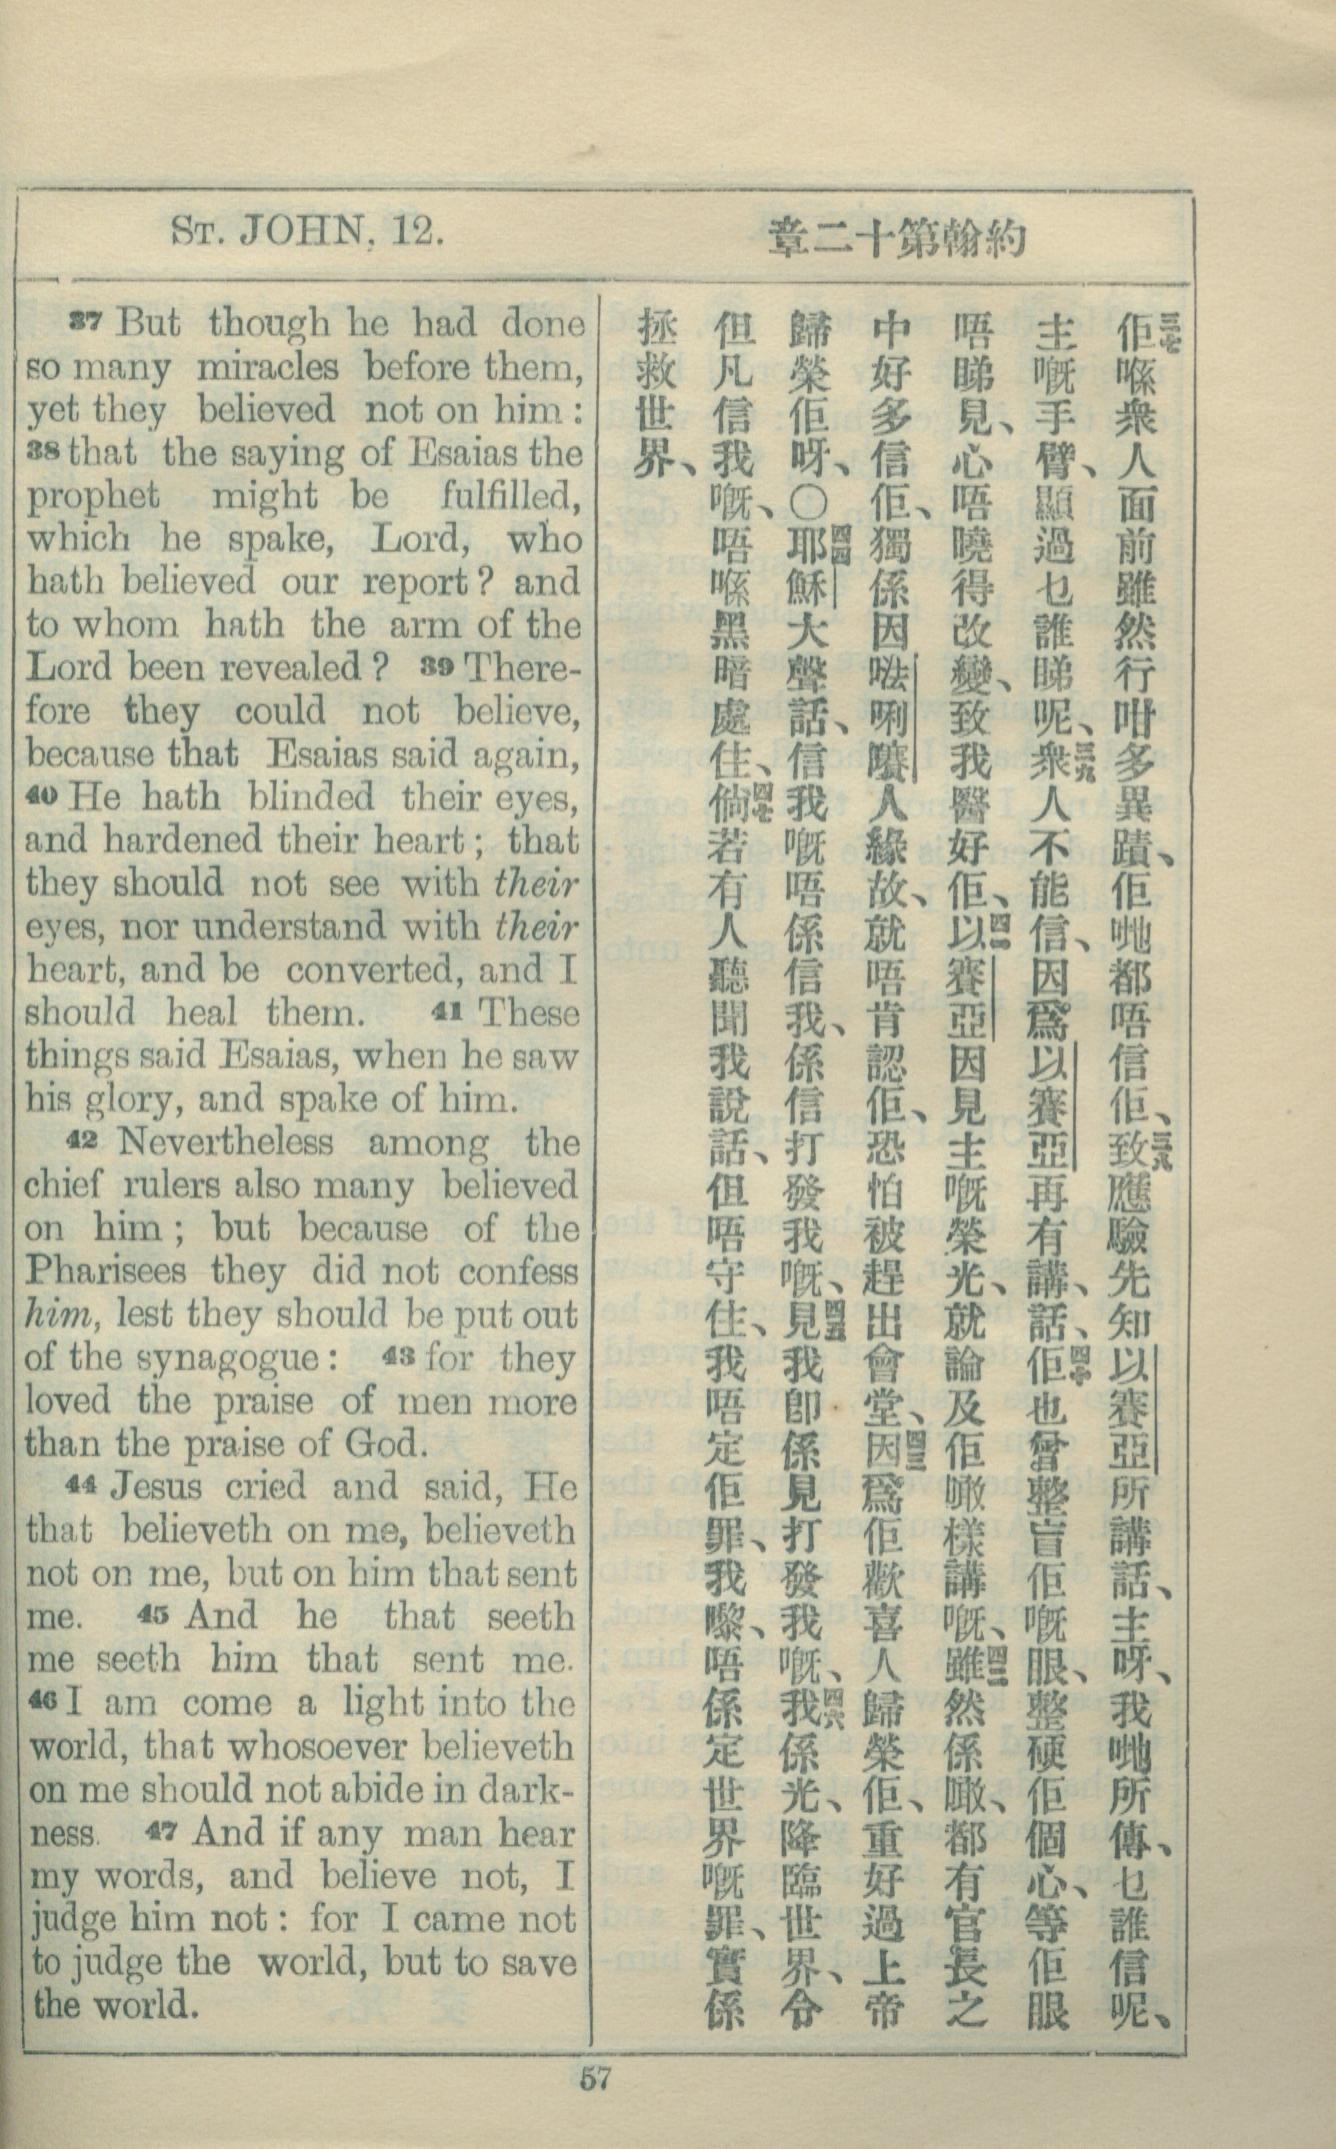 ST. JOHN, 12.
章二十第翰約
37 But though he had done
so many miracles before them,
yet they believed not on him:
38 that the saying of Esaias the
prophet might be fulfilled,
which he spake, Lord, who
hath believed our report? and
to whom hath the arm of the
Lord been revealed? 39 There-
fore they could not believe,
because that Esaias said again,
40 He hath blinded their eyes,
and hardened their heart; that
they should not see with their
eyes, nor understand with their
heart, and be converted, and I
should heal them. 41 These
things said Esaias, when he saw
his glory, and spake of him.
42 Nevertheless among the
chief rulers also many believed
on him; but because of the
Pharisees they did not confess
him, lest they should be put out
of the synagogue: 43 for they
loved the praise of men more
than the praise of God.
44 Jesus cried and said, He
that believeth on me, believeth
not on me, but on him that sent
me. 45 And he that seeth
me seeth him that sent me.
46 I am come a light into the
world, that whosoever believeth
on me should not abide in dark-
ness. 47 And if any man hear
my words, and believe not, I
judge him not: for I came not
to judge the world, but to save
the world.
三七佢喺衆人面前雖然行咁多異蹟、佢哋都唔信佢、三八致應驗先知以賽亞所講話、主呀、我哋所傳、乜誰信呢、
主嘅手臂、顯過乜誰睇呢、三九衆人不能信、因爲以賽亞再有講、話、四十佢也曾整盲佢嘅眼、整硬佢個心、等佢眼
唔睇見、心唔曉得改變、致我醫好佢、四一以賽亞因見主嘅榮光、就論及佢噉樣講嘅、四二雖然係噉、都有官長之
中好多信佢、獨係因𠵽唎㘔人緣故、就唔肯認佢、恐怕被趕出會堂、四三因爲佢歡喜人歸榮佢、重好過上帝
歸榮佢呀、〇四四耶穌大聲話、信我嘅唔係信我、係信打發我嘅、四五見我卽係見打發我嘅、四六我係光、降臨世界、令
但凡信我嘅、唔喺黑暗處住、四七倘若有人聽聞我說話、但唔守住、我唔定佢罪、我嚟、唔係定世界嘅罪、實係
拯救世界、
57